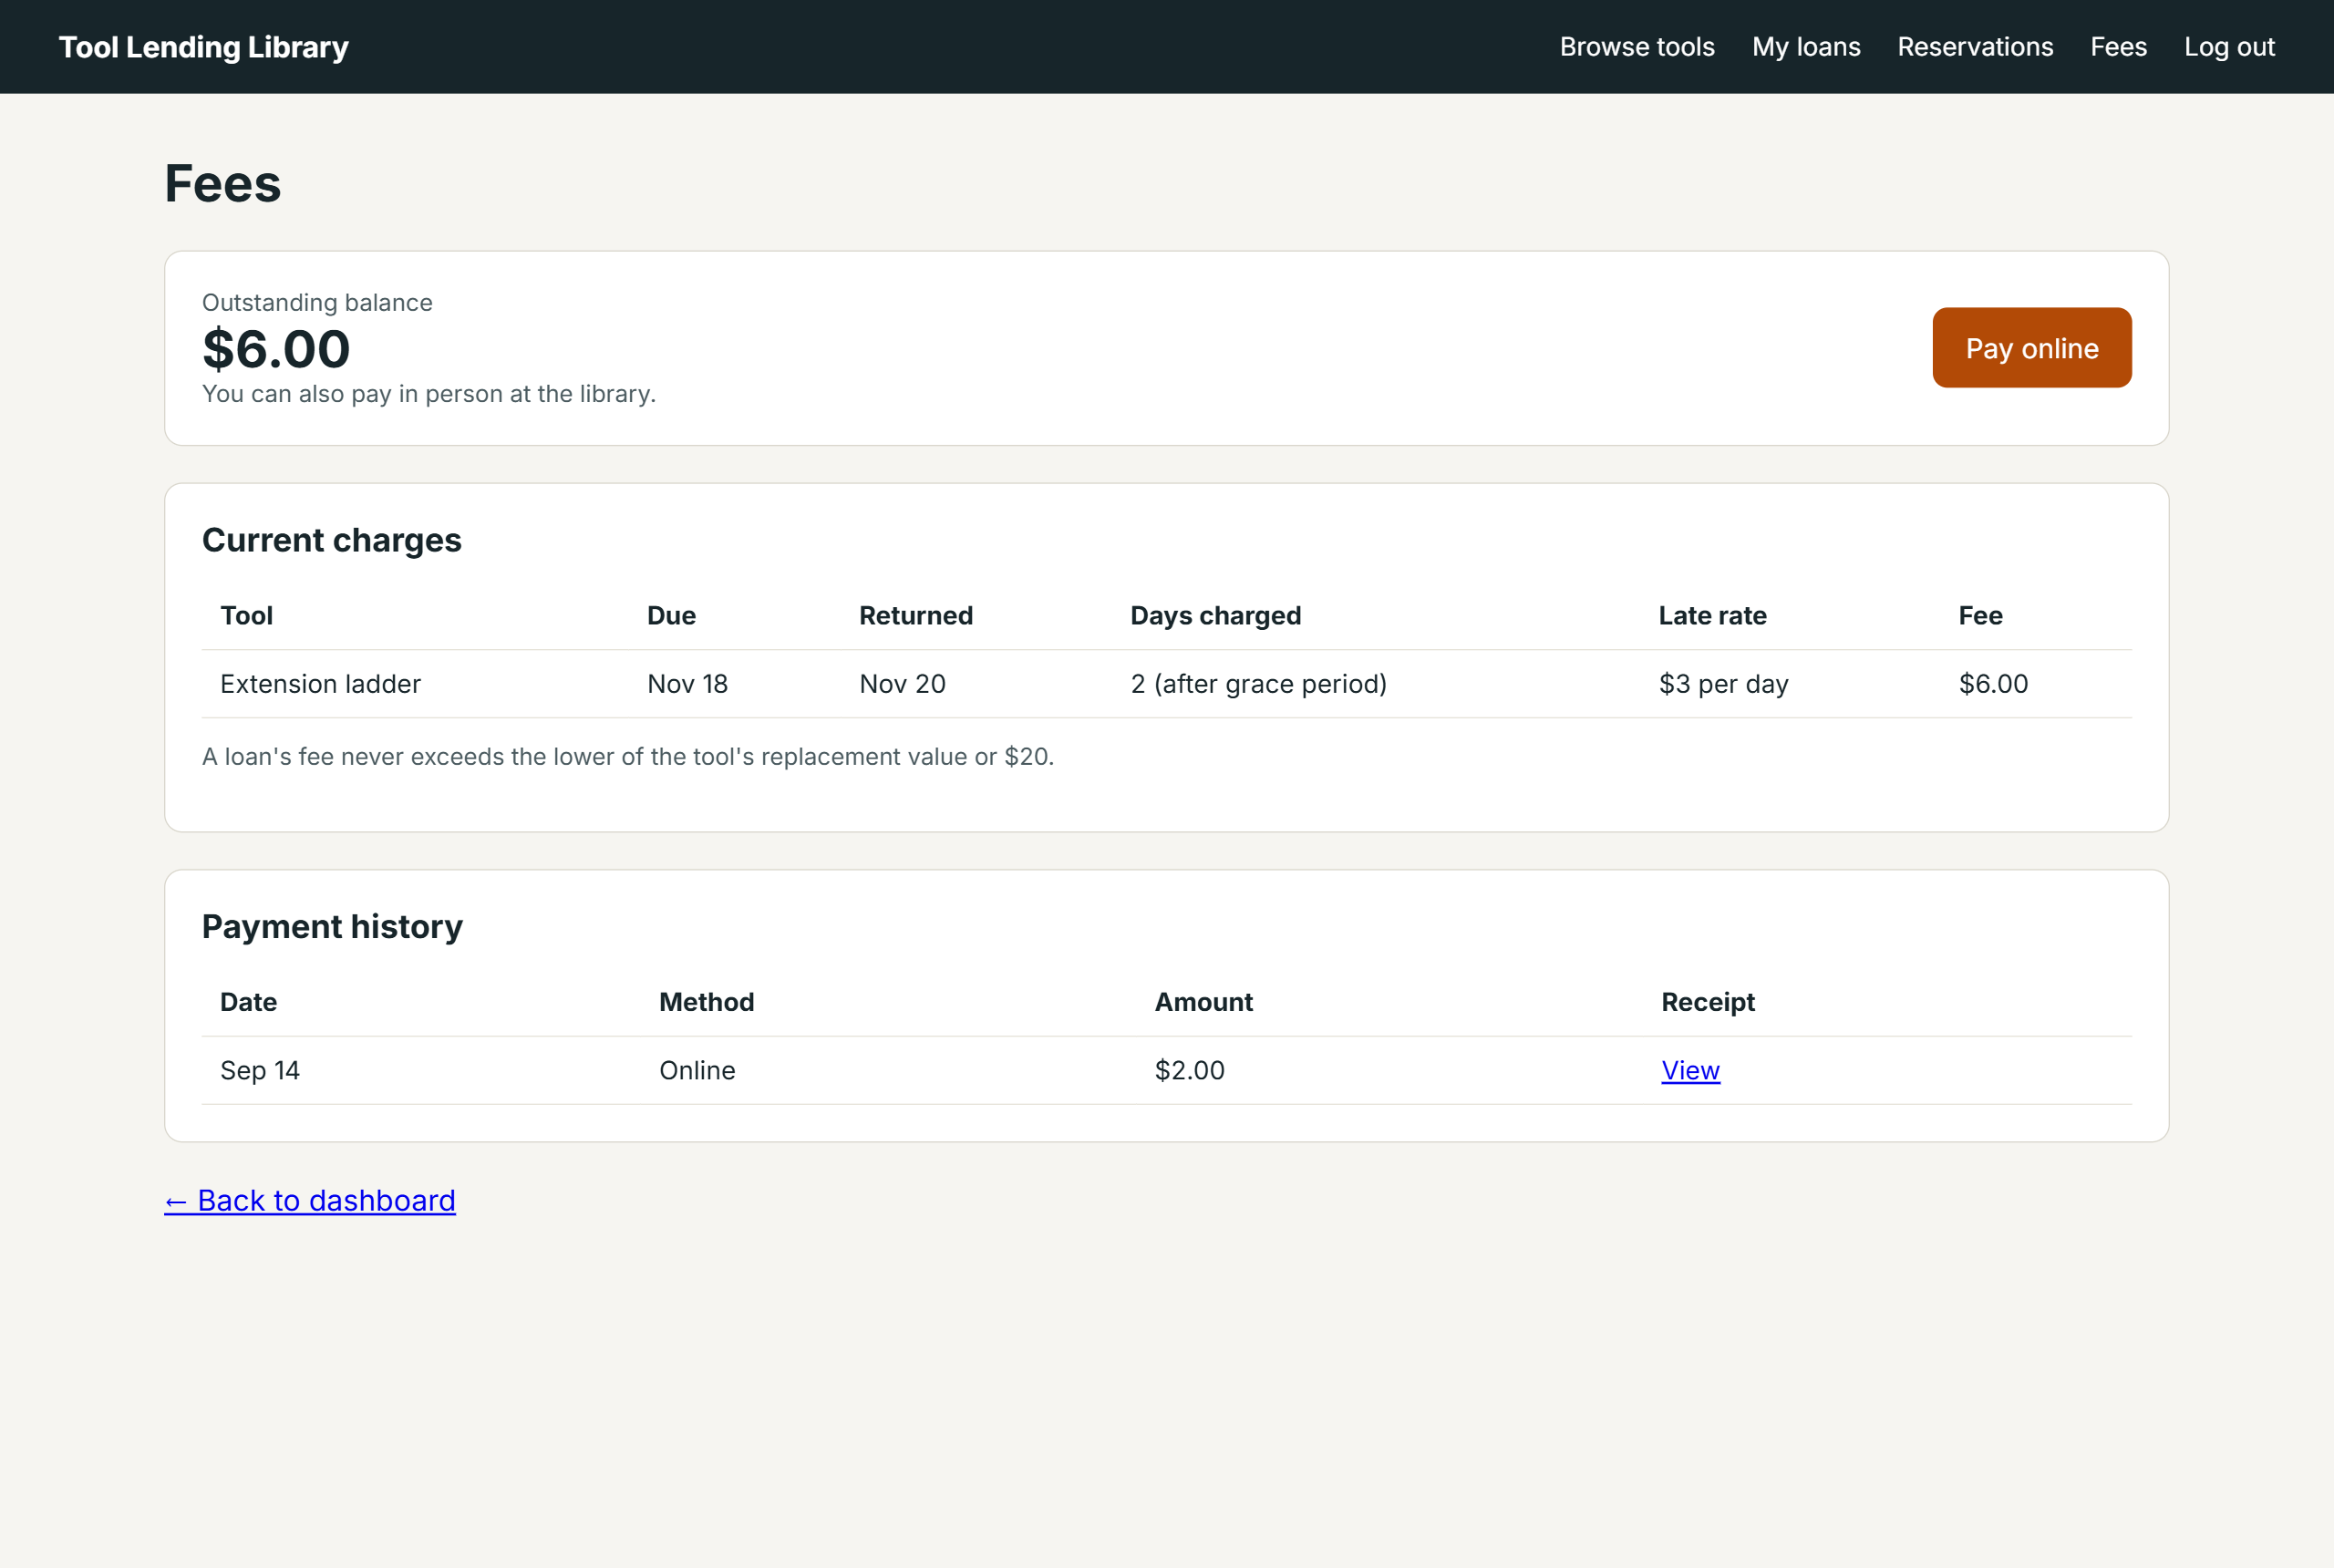 Tool Lending Library
Browse tools My loans Reservations Fees Log out
Fees
Outstanding balance
$6.00
You can also pay in person at the library.
Pay online
Current charges
Tool Due Returned Days charged Late rate Fee
Extension ladder Nov 18 Nov 20 2 (after grace period) $3 per day $6.00
A loan's fee never exceeds the lower of the tool's replacement value or $20.
Payment history
Date Method Amount Receipt
Sep 14 Online $2.00 View
← Back to dashboard